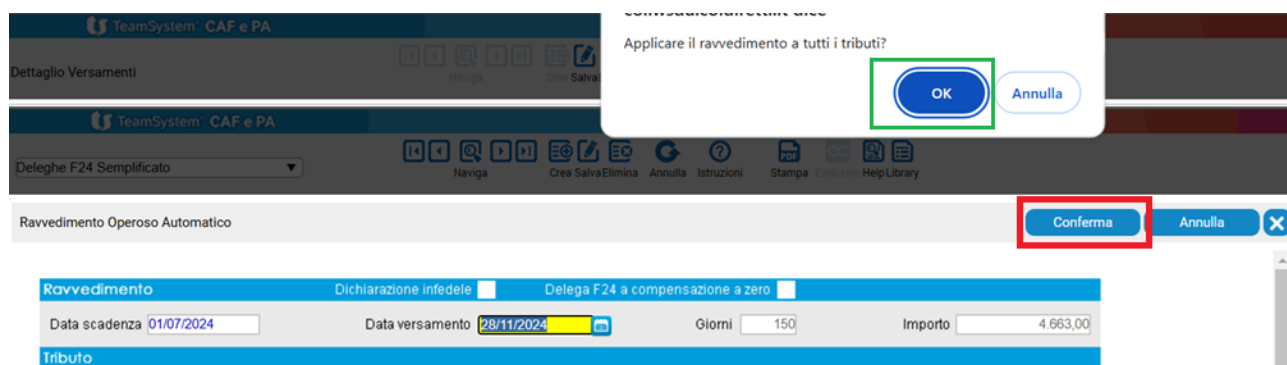 TeamSystem CAF e PA
Applicare il ravvedimento a tutti i tributi?
Dettaglio Versamenti
Naviga
Crea Salva
OK
Annulla
TeamSystem CAF e PA
Deleghe F24 Semplificato
Naviga
Crea Salva Elimina Annulla Istruzioni Stampa Evolution Help Library
Ravvedimento Operoso Automatico
Conferma
Annulla
Ravvedimento Dichiarazione infedele Delega F24 a compensazione a zero
Data scadenza 01/07/2024 Data versamento 28/11/2024 Giorni 150 Importo 4.663,00
Tributo